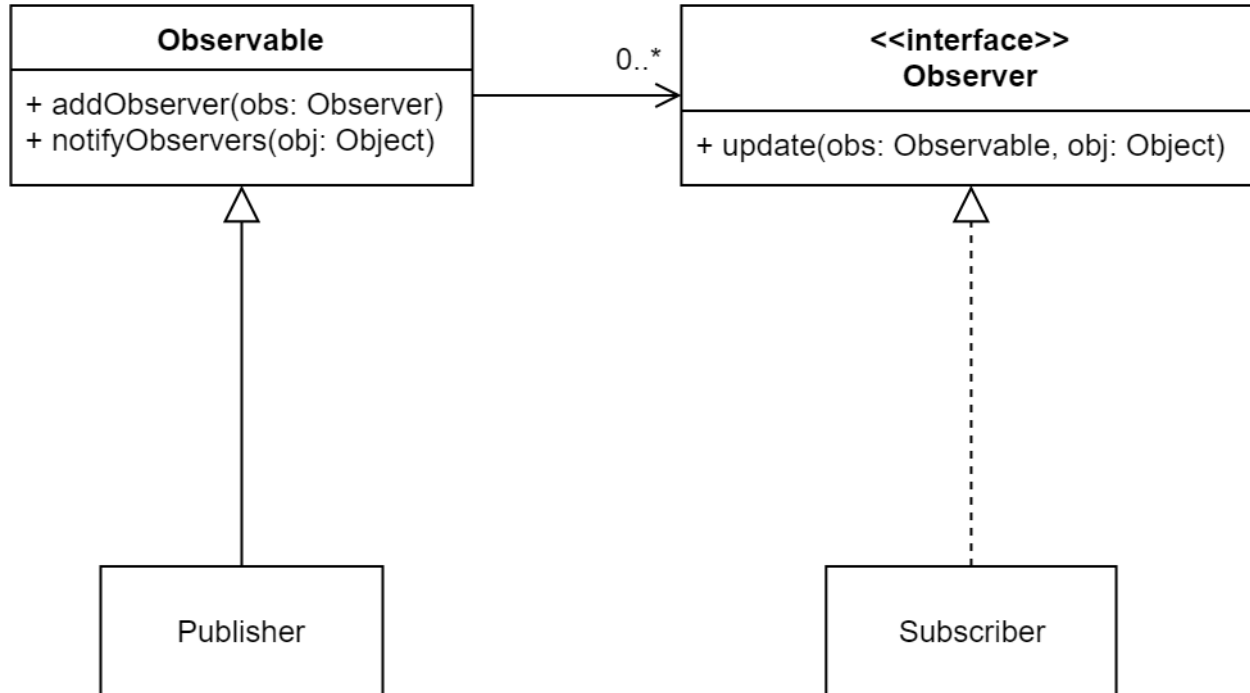 Observable
+ addObserver(obs: Observer)
+ notifyObservers(obj: Object)
0..*
<<interface>>
Observer
+ update(obs: Observable, obj: Object)
Publisher
Subscriber